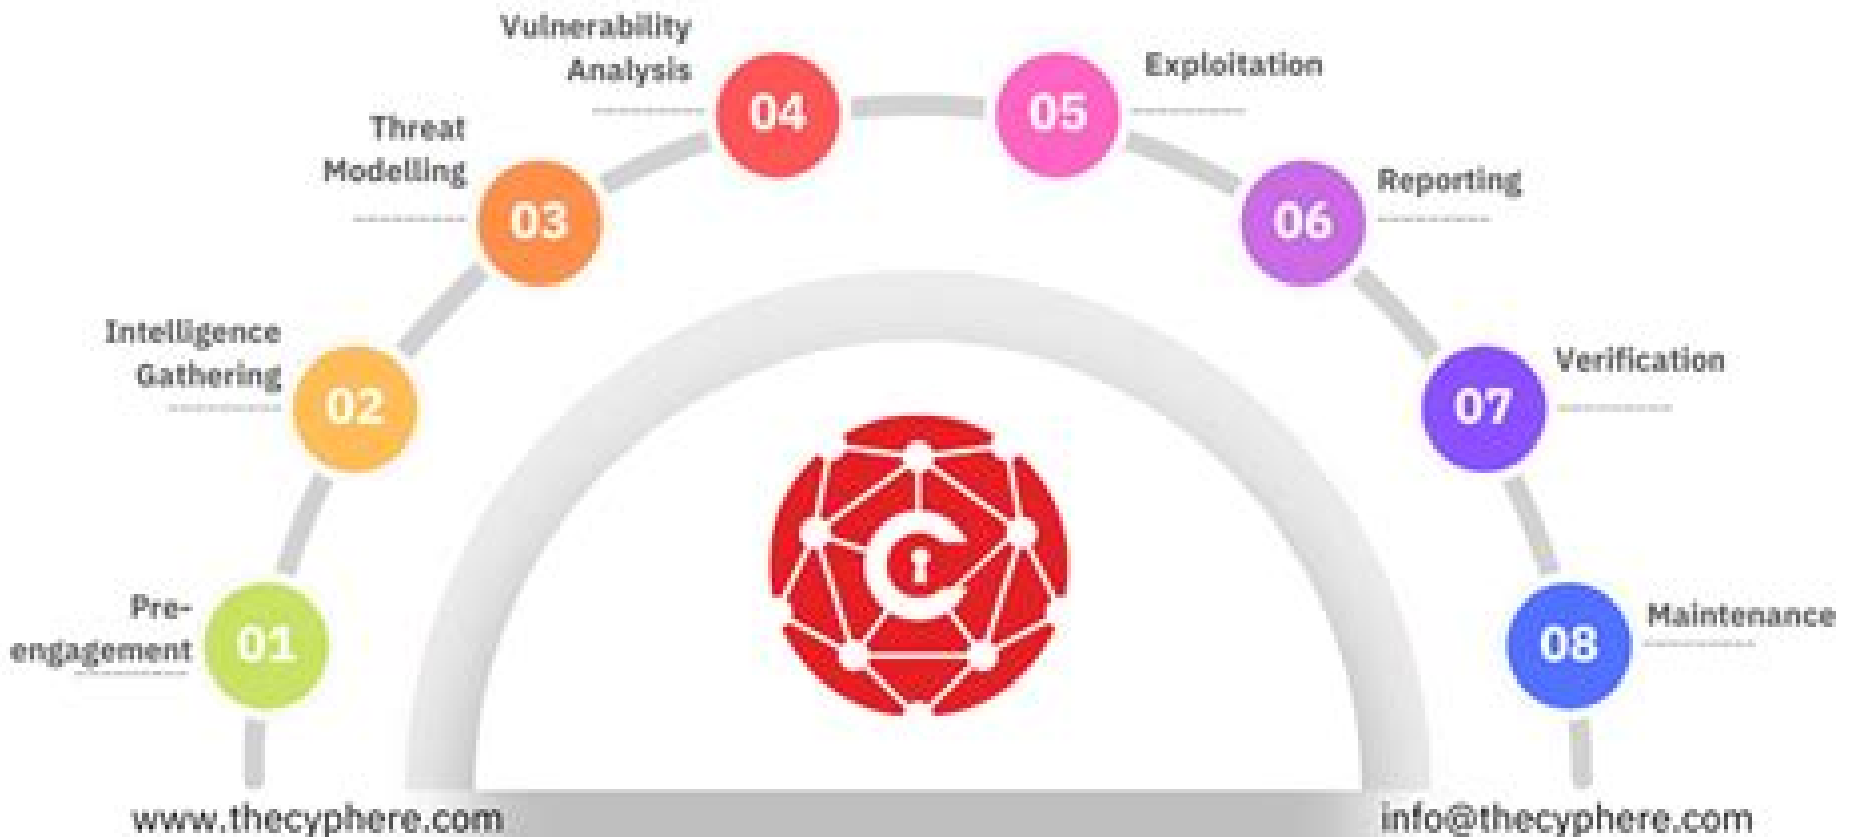 01
Pre-
engagement
02
Intelligence
Gathering
03
Threat
Modelling
04
Vulnerability
Analysis
05
Exploitation
06
Reporting
07
Verification
08
Maintenance
www.thecyphere.com
info@thecyphere.com